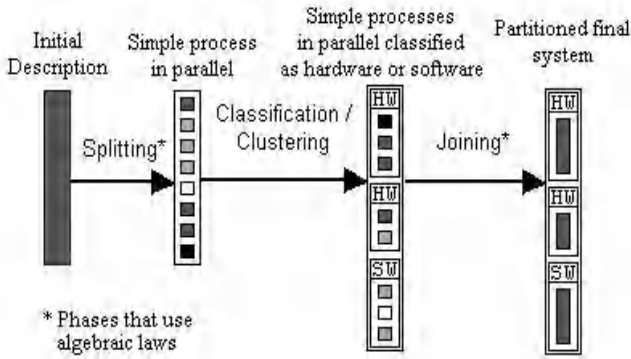 Initial
Description
Simple process
in parallel
Simple processes
in parallel classified
as hardware or software
Partitioned final
system
Splitting*
Classification /
Clustering
Joining*
HW
HW
SW
HW
HW
SW
* Phases that use
algebraic laws